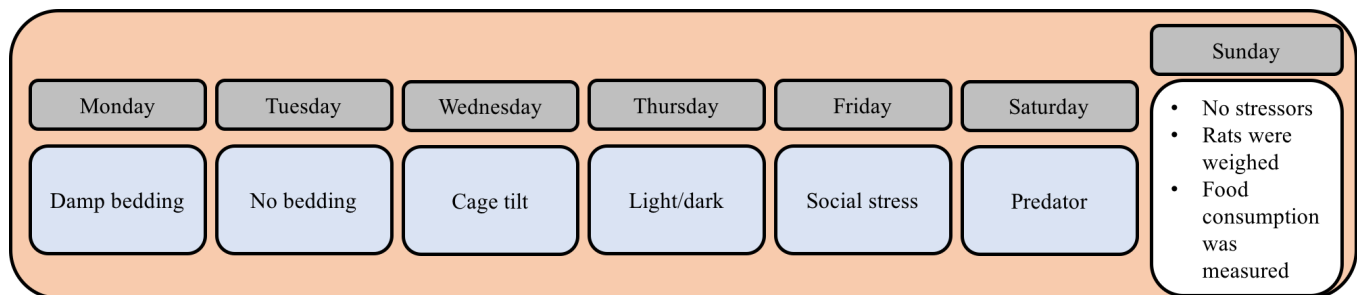 Sunday
Monday
Tuesday
Wednesday
Thursday
Friday
Saturday
Damp bedding
No bedding
Cage tilt
Light/dark
Social stress
Predator
• No stressors
• Rats were
weighed
• Food
consumption
was
measured